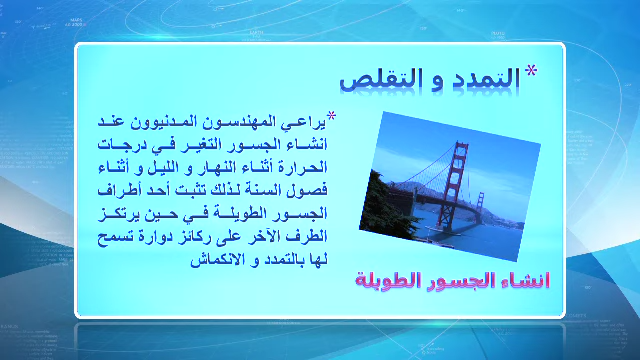 * التمدد و التقلص
* يراعي المهندسون المدنيوون عند
انشاء الجسور التغير في درجات
الحرارة أثناء النهار و الليل و أثناء
فصول السنة لذلك تثبت أحد أطراف
الجسور الطويلة في حين يرتكز
الطرف الآخر على ركائز دوارة تسمح
لها بالتمدد و الانكماش
انشاء الجسور الطويلة